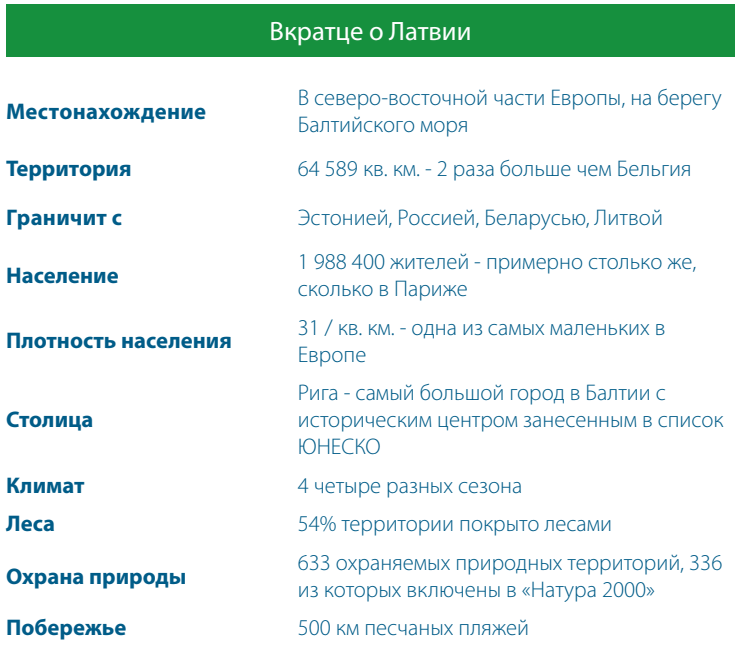 Вкратце о Латвии
Местонахождение
В северо-восточной части Европы, на берегу
Балтийского моря
Территория
64 589 кв. км. - 2 раза больше чем Бельгия
Граничит с
Эстонией, Россией, Беларусью, Литвой
Население
1 988 400 жителей - примерно столько же,
сколько в Париже
Плотность населения
31 / кв. км. - одна из самых маленьких в
Европе
Столица
Рига - самый большой город в Балтии с
историческим центром занесенным в список
ЮНЕСКО
Климат
4 четыре разных сезона
Леса
54% территории покрыто лесами
Охрана природы
633 охраняемых природных территорий, 336
из которых включены в «Натура 2000»
Побережье
500 км песчаных пляжей